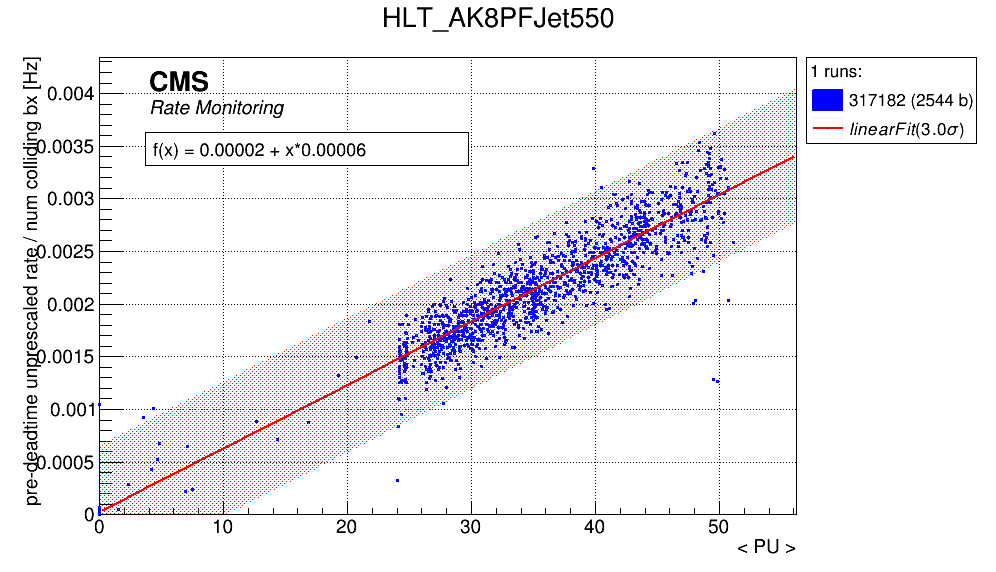 HLT_AK8PFJet550
CMS
Rate Monitoring
f(x) = 0.00002 + x*0.00006
1 runs:
317182 (2544 b)
linearFit(3.0σ)
pre-deadtime unprescaled rate / num colliding bx [Hz]
0.004
0.0035
0.003
0.0025
0.002
0.0015
0.001
0.0005
0
0 10 20 30 40 50
< PU >